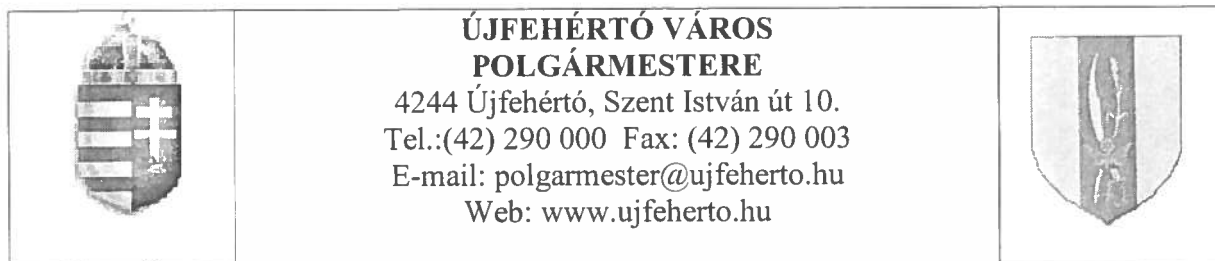 ÚJFEHÉRTÓ VÁROS
POLGÁRMESTERE
4244 Újfehértó, Szent István út 10.
Tel.:(42) 290 000 Fax: (42) 290 003
E-mail: polgarmester@ujfeherto.hu
Web: www.ujfeherto.hu